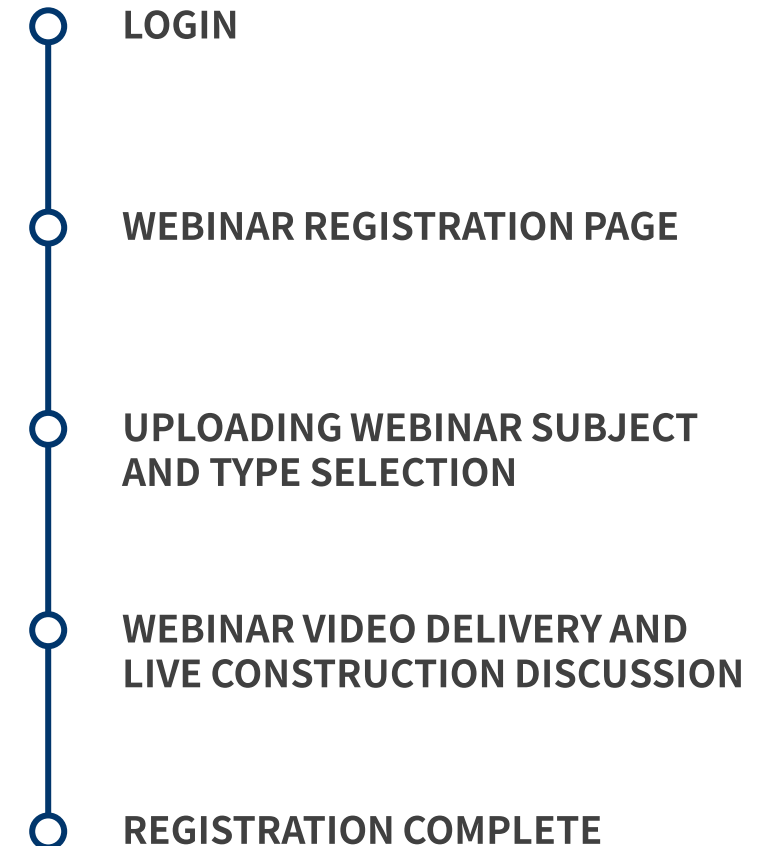 LOGIN
WEBINAR REGISTRATION PAGE
UPLOADING WEBINAR SUBJECT
AND TYPE SELECTION
WEBINAR VIDEO DELIVERY AND
LIVE CONSTRUCTION DISCUSSION
REGISTRATION COMPLETE